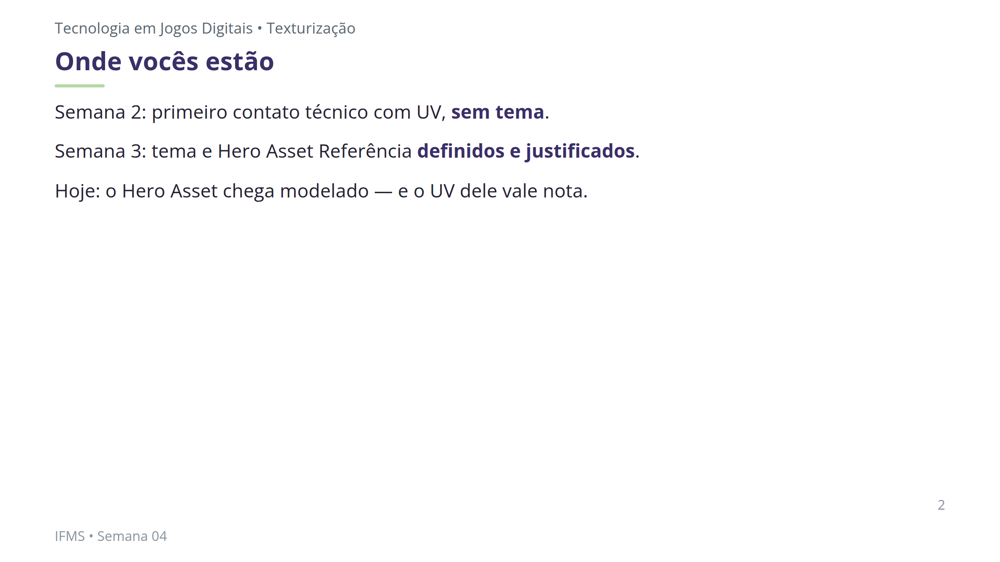 Tecnologia em Jogos Digitais • Texturização
Onde vocês estão
Semana 2: primeiro contato técnico com UV, sem tema.
Semana 3: tema e Hero Asset Referência definidos e justificados.
Hoje: o Hero Asset chega modelado — e o UV dele vale nota.
2
IFMS • Semana 04